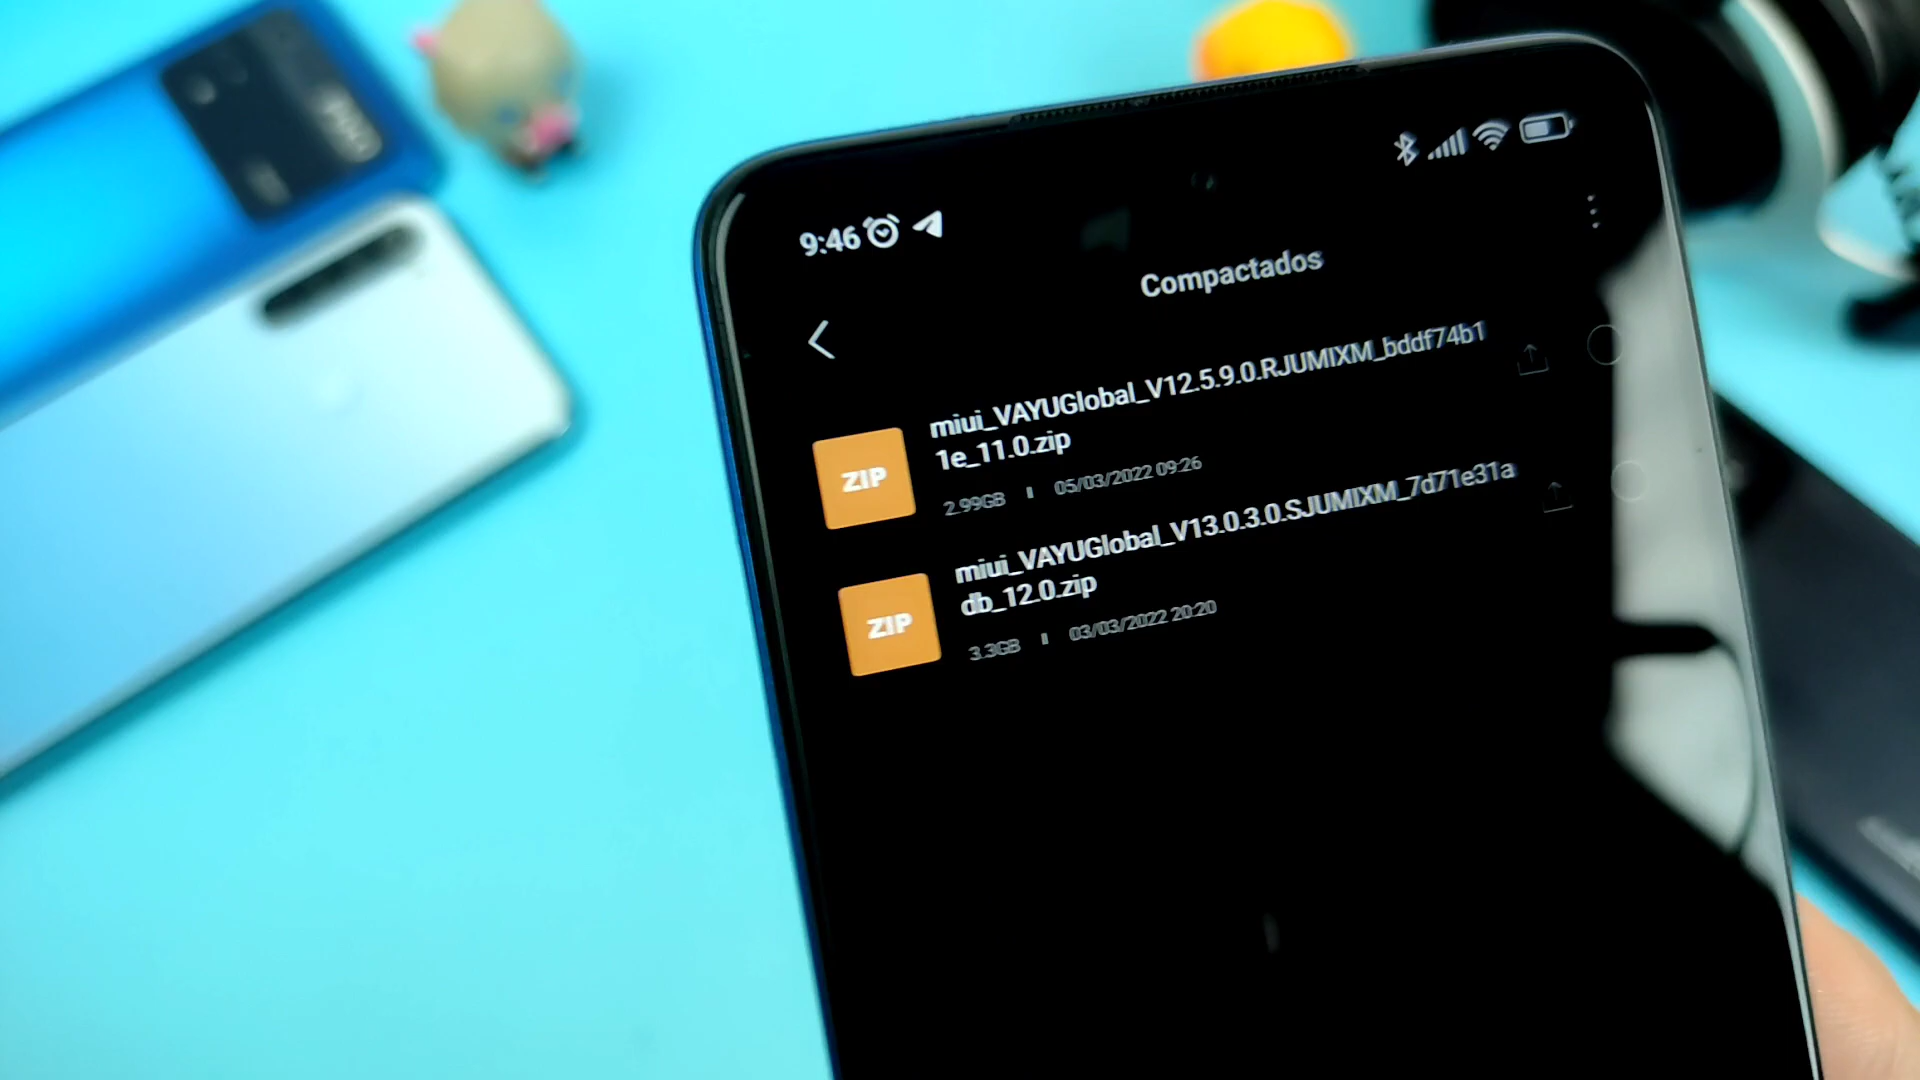 9:46
Compactados
miui_VAYUGlobal_V12.5.9.0.RJUMIXM_bddf74b1
1e_11.0.zip
2.99GB | 05/03/2022 09:26
miui_VAYUGlobal_V13.0.3.0.SJUMIXM_7d71e31a
db_12.0.zip
3.3GB | 03/03/2022 20:20
ZIP
ZIP